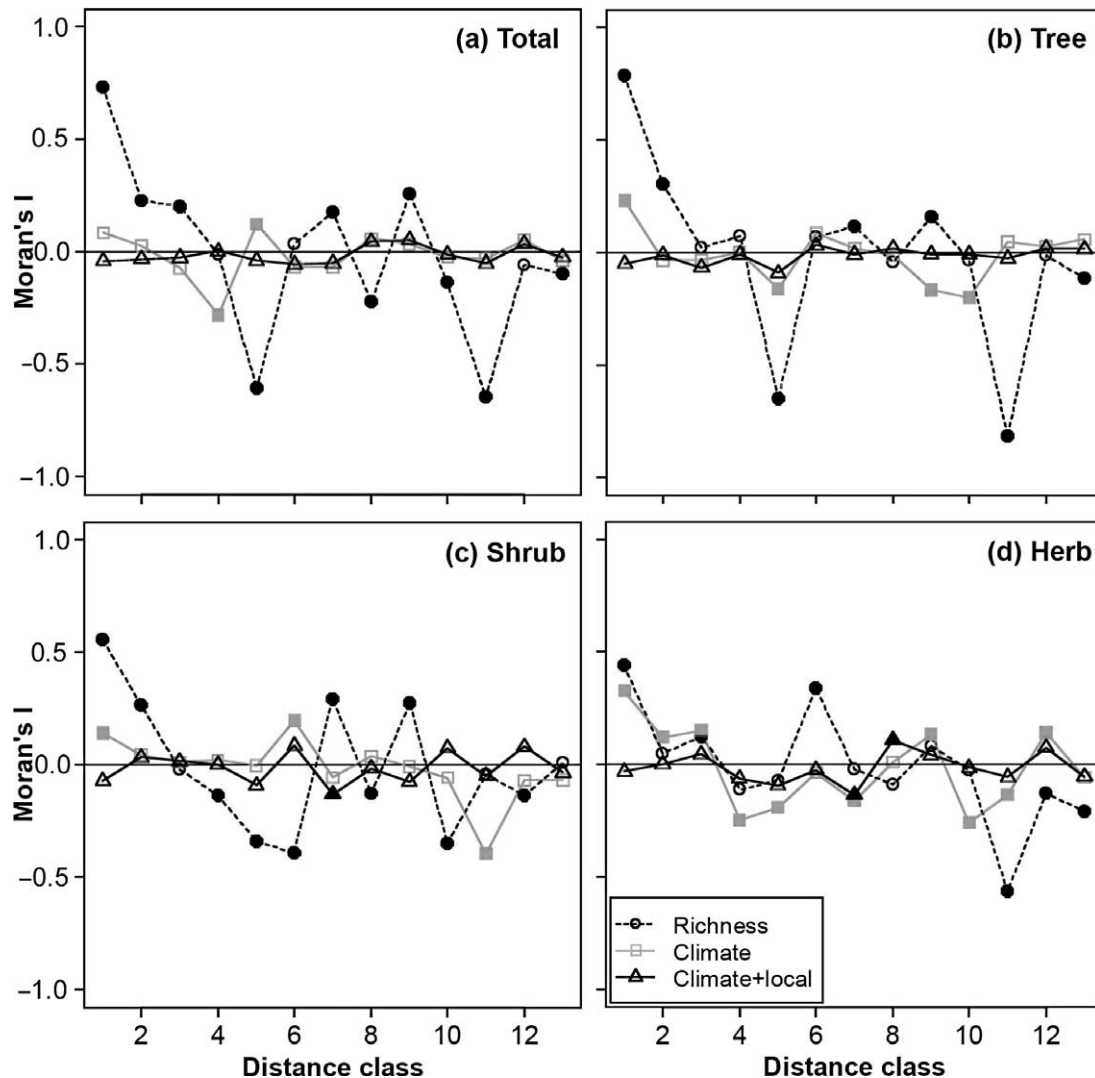 (a) Total
(b) Tree
1.0
0.5
0.0
−0.5
−1.0
Moran's I
(c) Shrub
(d) Herb
1.0
0.5
0.0
−0.5
−1.0
Moran's I
Richness
Climate
Climate+local
2 4 6 8 10 12
2 4 6 8 10 12
Distance class
Distance class